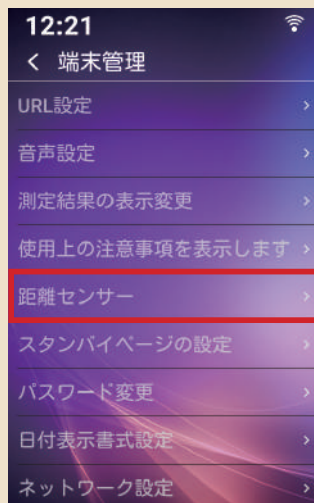 12:21
端末管理
URL設定
音声設定
測定結果の表示変更
使用上の注意事項を表示します
距離センサー
スタンバイページの設定
パスワード変更
日付表示書式設定
ネットワーク設定